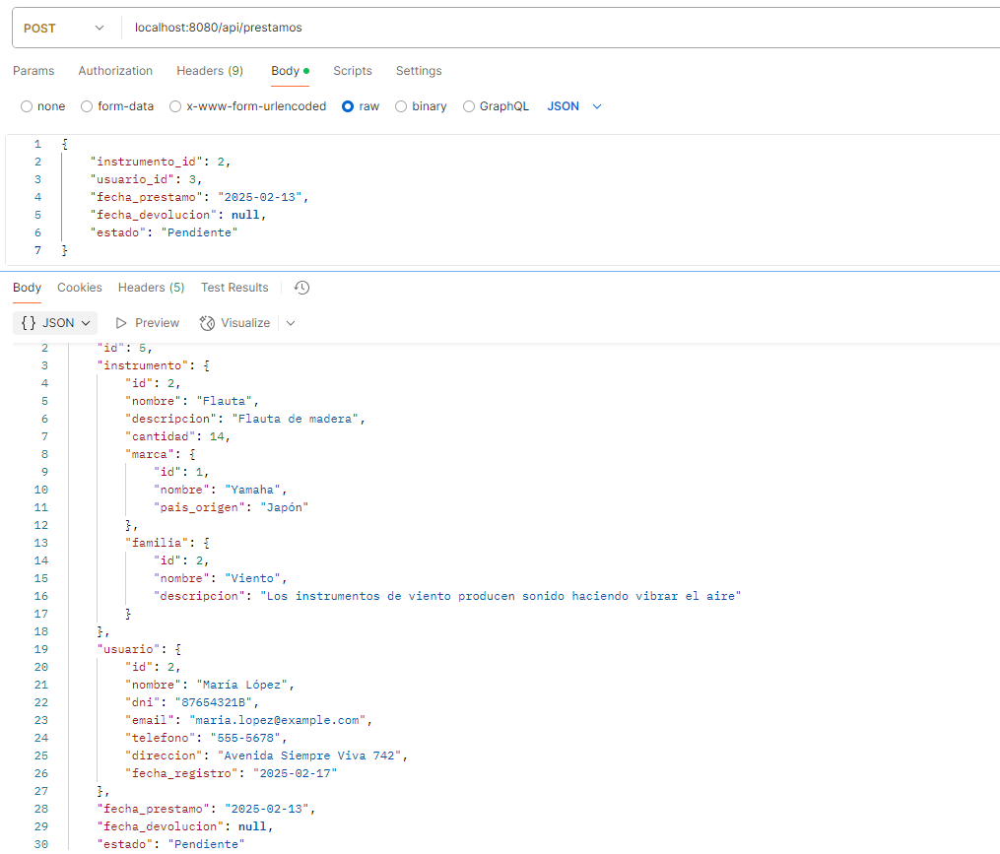 POST localhost:8080/api/prestamos
Params Authorization Headers (9) Body Scripts Settings
none form-data x-www-form-urlencoded raw binary GraphQL JSON
1 {
2 "instrumento_id": 2,
3 "usuario_id": 3,
4 "fecha_prestamo": "2025-02-13",
5 "fecha_devolucion": null,
6 "estado": "Pendiente"
7 }
Body Cookies Headers (5) Test Results
{} JSON Preview Visualize
2 "id": 5,
3 "instrumento": {
4 "id": 2,
5 "nombre": "Flauta",
6 "descripcion": "Flauta de madera",
7 "cantidad": 14,
8 "marca": {
9 "id": 1,
10 "nombre": "Yamaha",
11 "pais_origen": "Japón"
12 },
13 "familia": {
14 "id": 2,
15 "nombre": "Viento",
16 "descripcion": "Los instrumentos de viento producen sonido haciendo vibrar el aire"
17 }
18 },
19 "usuario": {
20 "id": 2,
21 "nombre": "María López",
22 "dni": "87654321B",
23 "email": "maria.lopez@example.com",
24 "telefono": "555-5678",
25 "direccion": "Avenida Siempre Viva 742",
26 "fecha_registro": "2025-02-17"
27 },
28 "fecha_prestamo": "2025-02-13",
29 "fecha_devolucion": null,
30 "estado": "Pendiente"